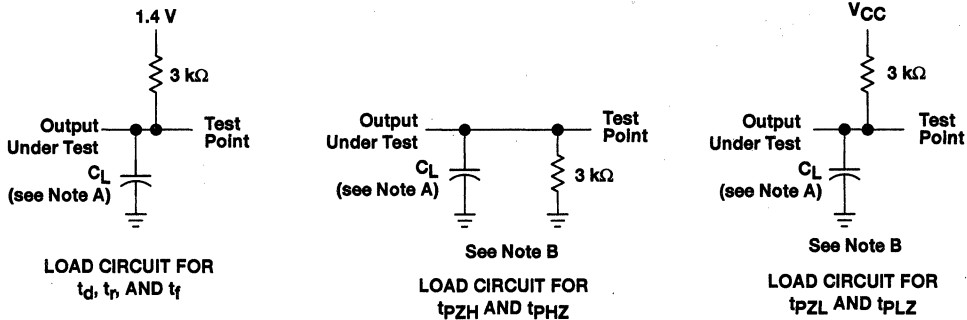 1.4 V
3 kΩ
Output
Under Test
Test
Point
CL
(see Note A)
LOAD CIRCUIT FOR
td, tr, AND tf
Output
Under Test
Test
Point
CL
(see Note A)
3 kΩ
See Note B
LOAD CIRCUIT FOR
tPZH AND tPHZ
VCC
3 kΩ
Output
Under Test
Test
Point
CL
(see Note A)
See Note B
LOAD CIRCUIT FOR
tPZL AND tPLZ